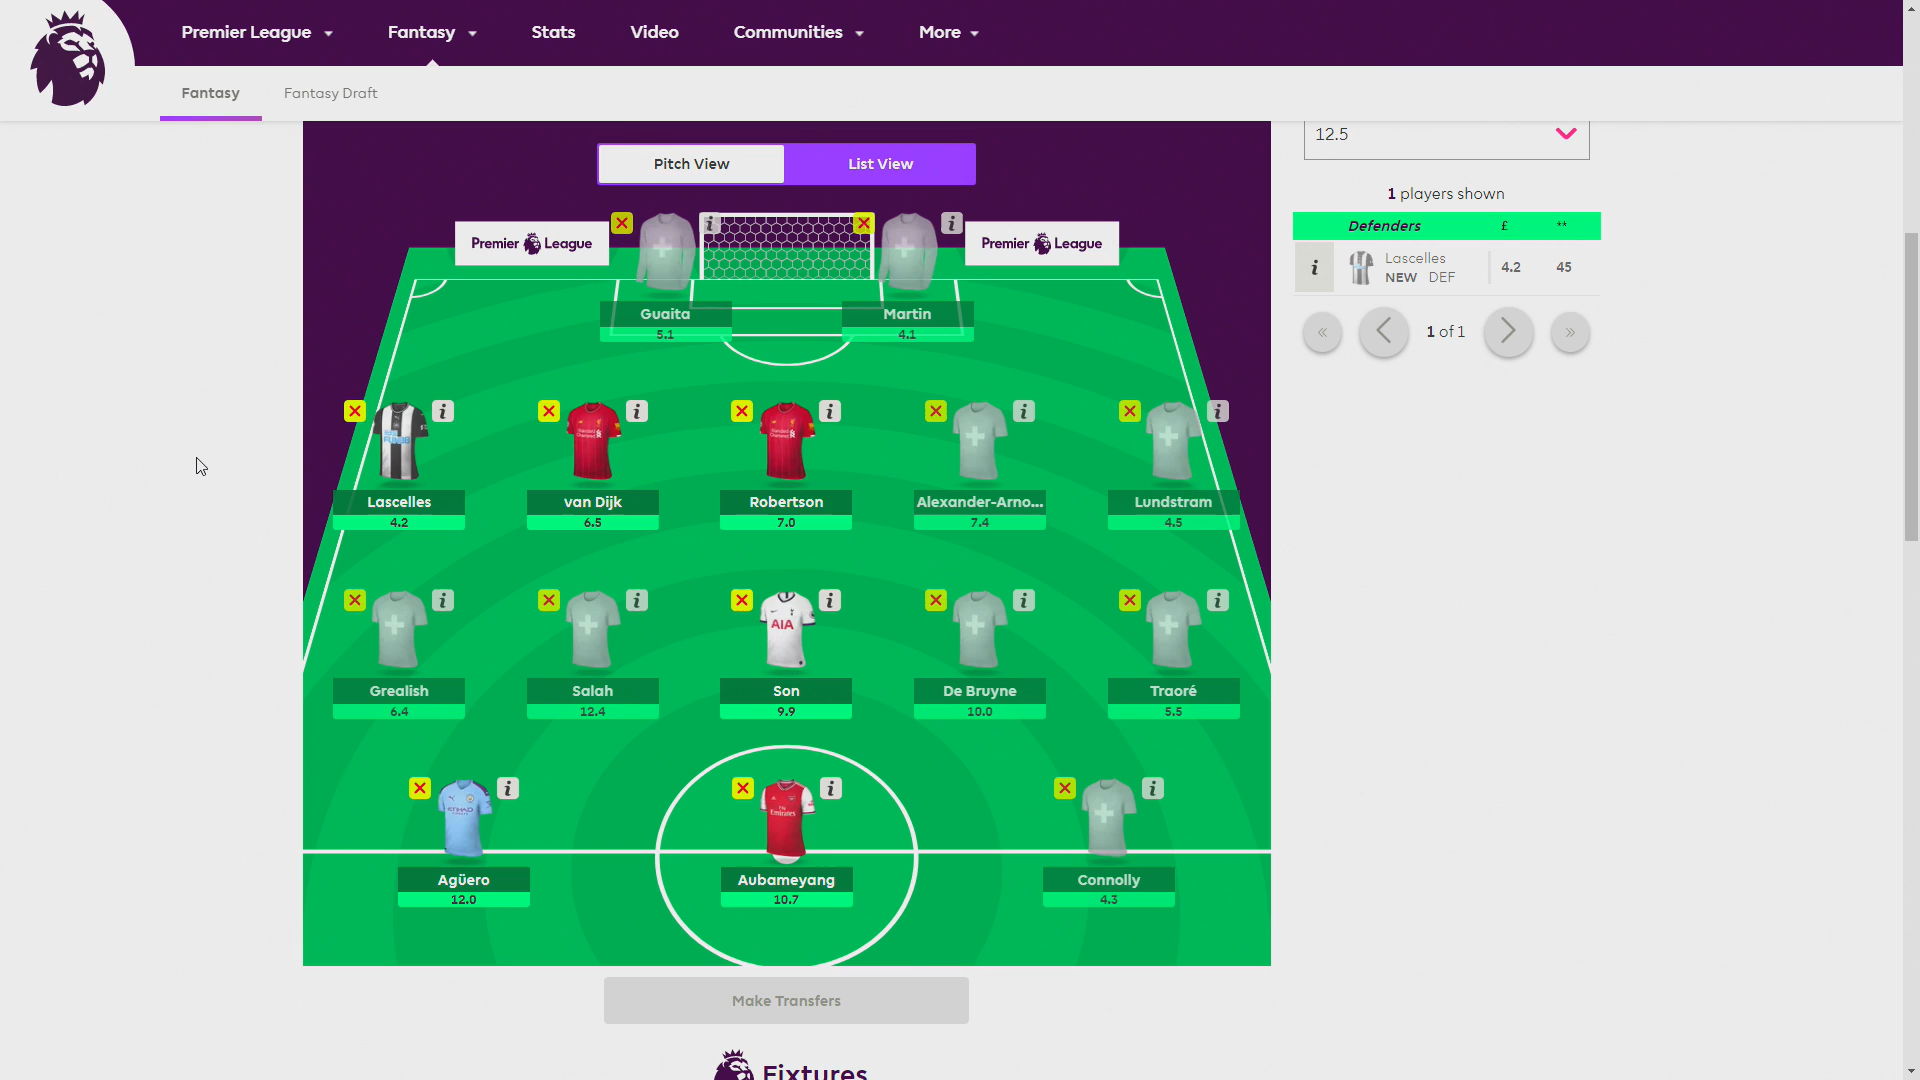 Premier League
Fantasy
Stats
Video
Communities
More
Fantasy
Fantasy Draft
12.5
Pitch View
List View
1 players shown
Defenders £ **
Lascelles
NEW DEF
4.2
45
1 of 1
Premier League
Premier League
Guaita
5.1
Martin
4.1
Lascelles
4.2
van Dijk
6.5
Robertson
7.0
Alexander-Arno...
7.4
Lundstram
4.5
Grealish
6.4
Salah
12.4
AIA
Son
9.9
De Bruyne
10.0
Traoré
5.5
ETIHAD
Agüero
12.0
Fly
Emirates
Aubameyang
10.7
Connolly
4.3
Make Transfers
Fixtures